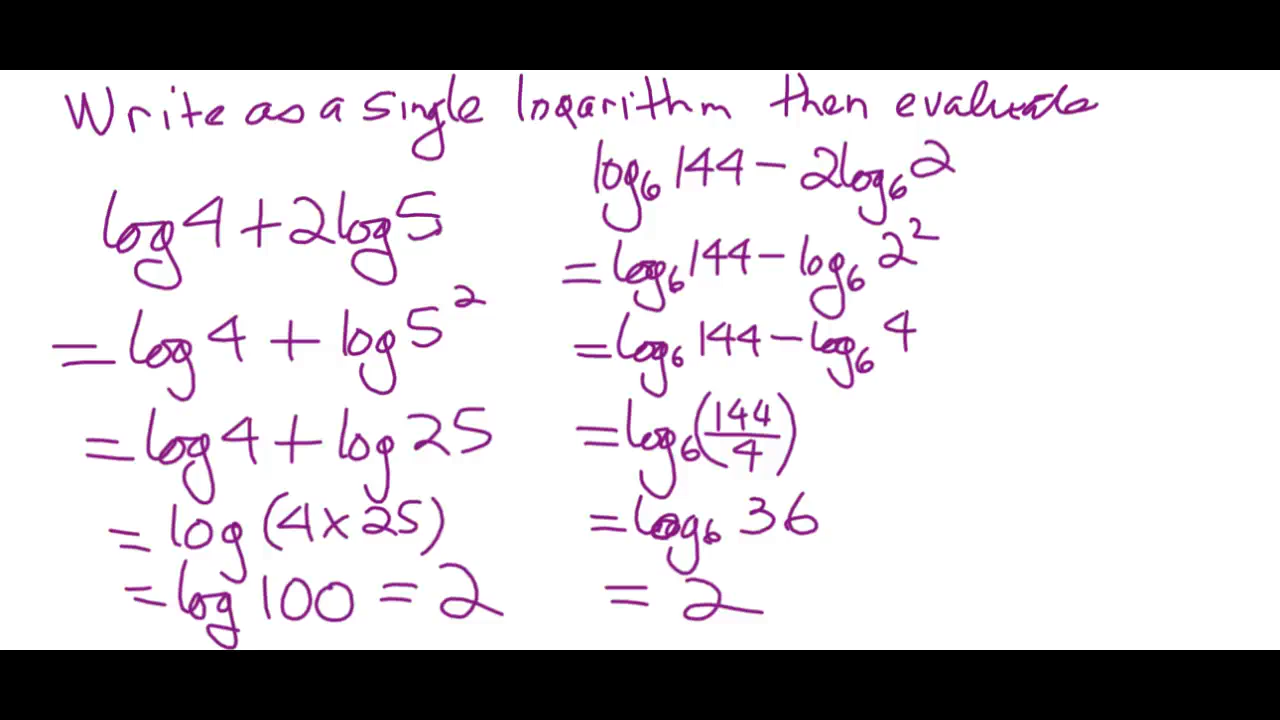 Write as a single logarithm then evaluate
log 4 + 2log 5
= log 4 + log 5²
= log 4 + log 25
= log (4 × 25)
= log 100 = 2
log₆ 144 − 2log₆ 2
= log₆ 144 − log₆ 2²
= log₆ 144 − log₆ 4
= log₆ (144/4)
= log₆ 36
= 2